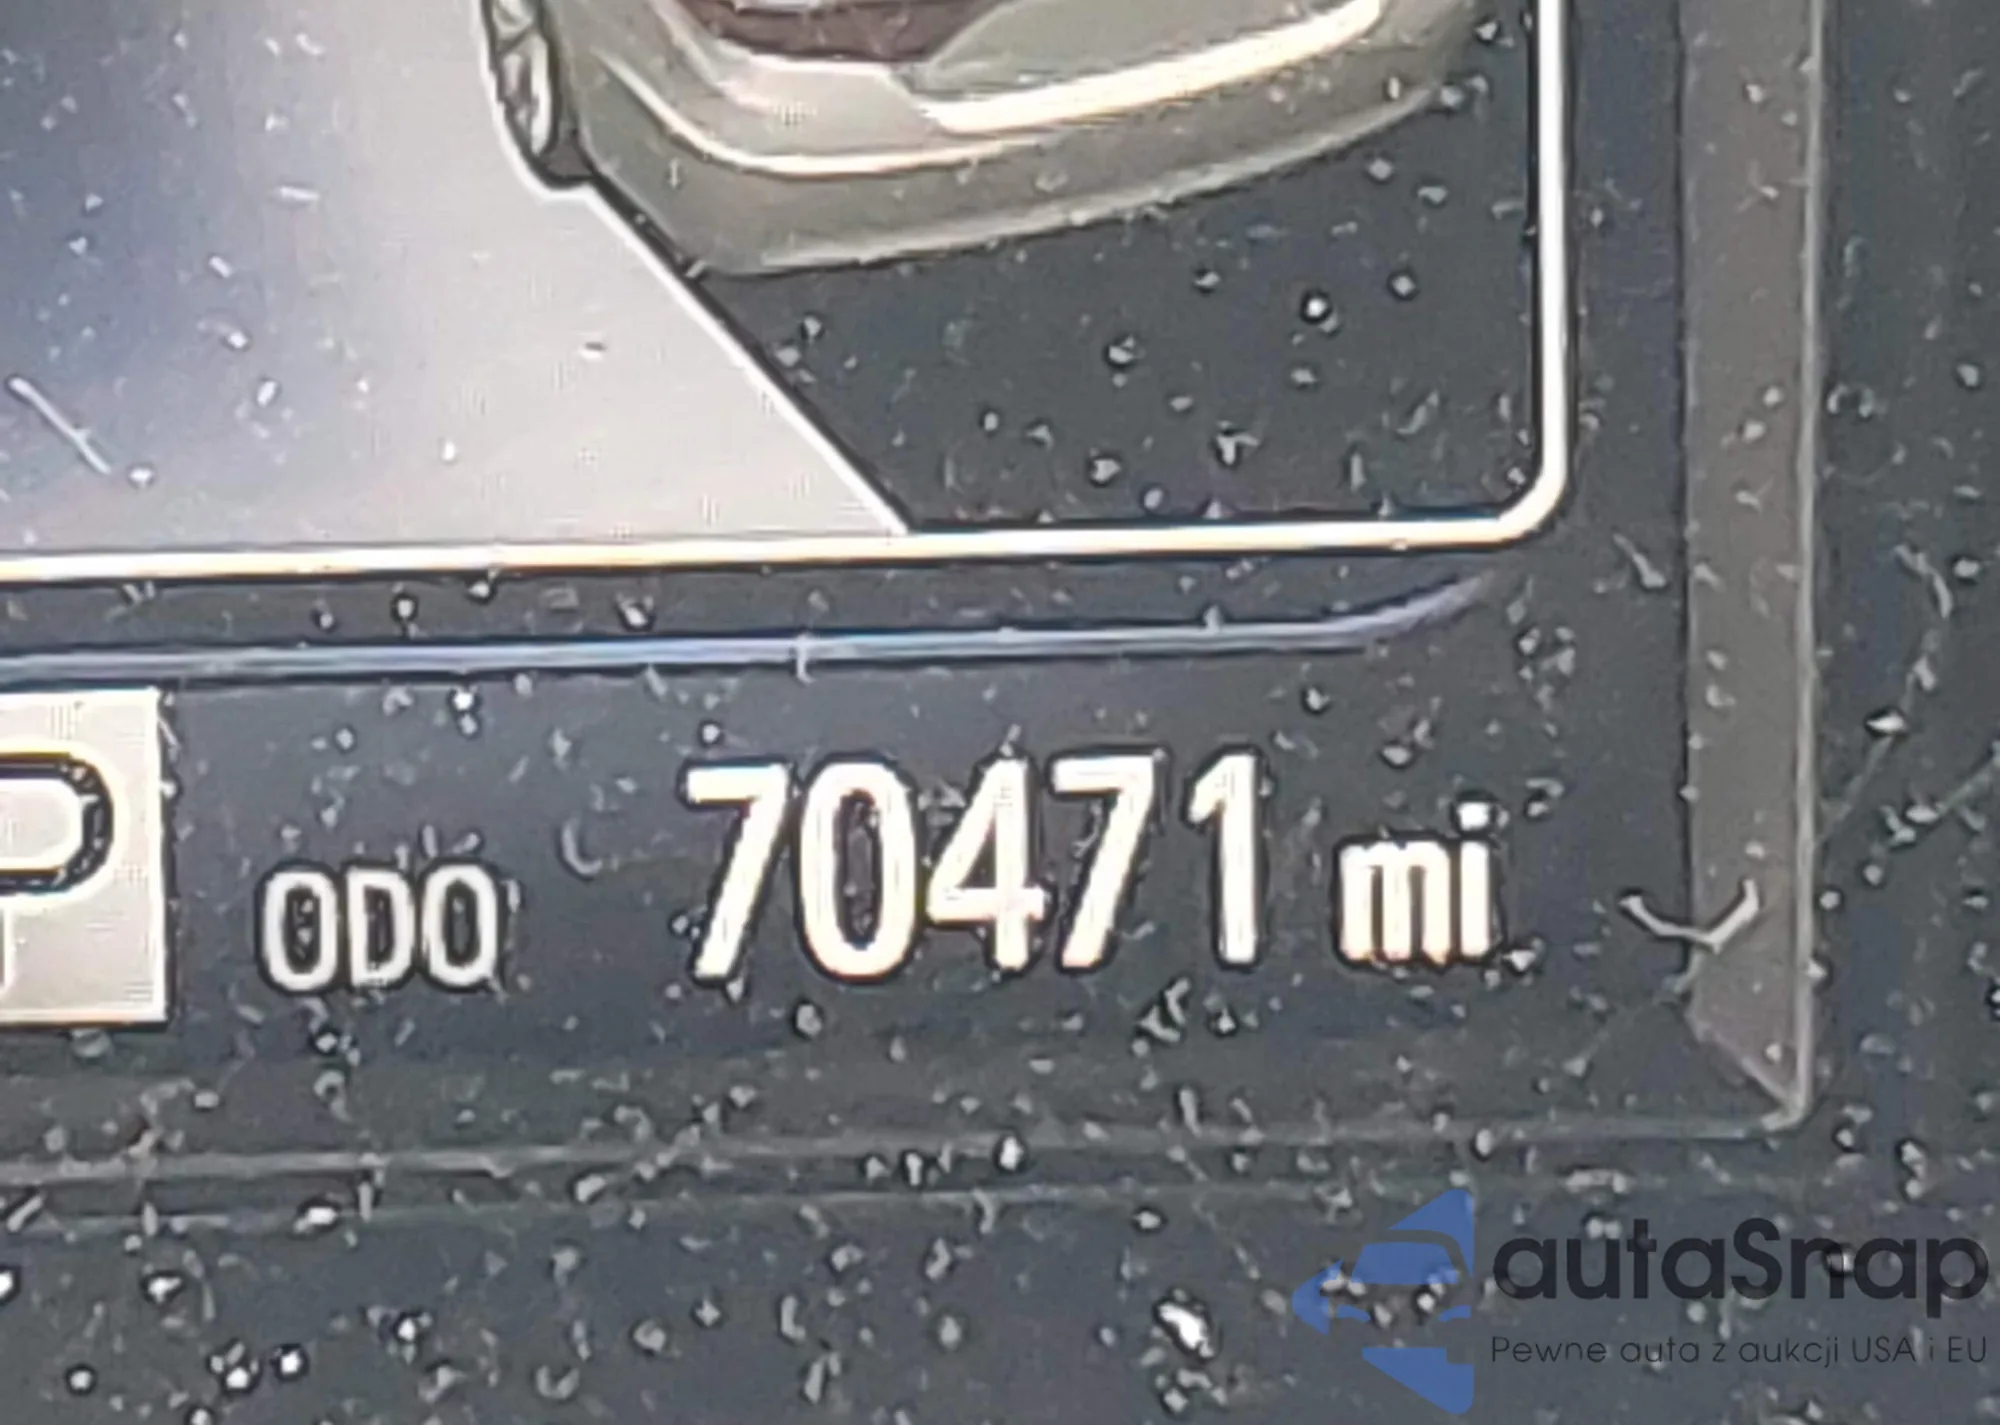 P
ODO 70471 mi
autaSnap
Pewne auta z aukcji USA i EU